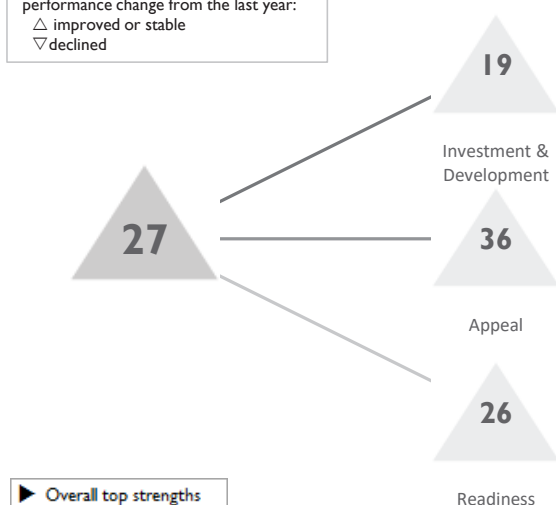 performance change from the last year:
△ improved or stable
▽ declined
19
Investment &
Development
27
36
Appeal
26
▶ Overall top strengths
Readiness